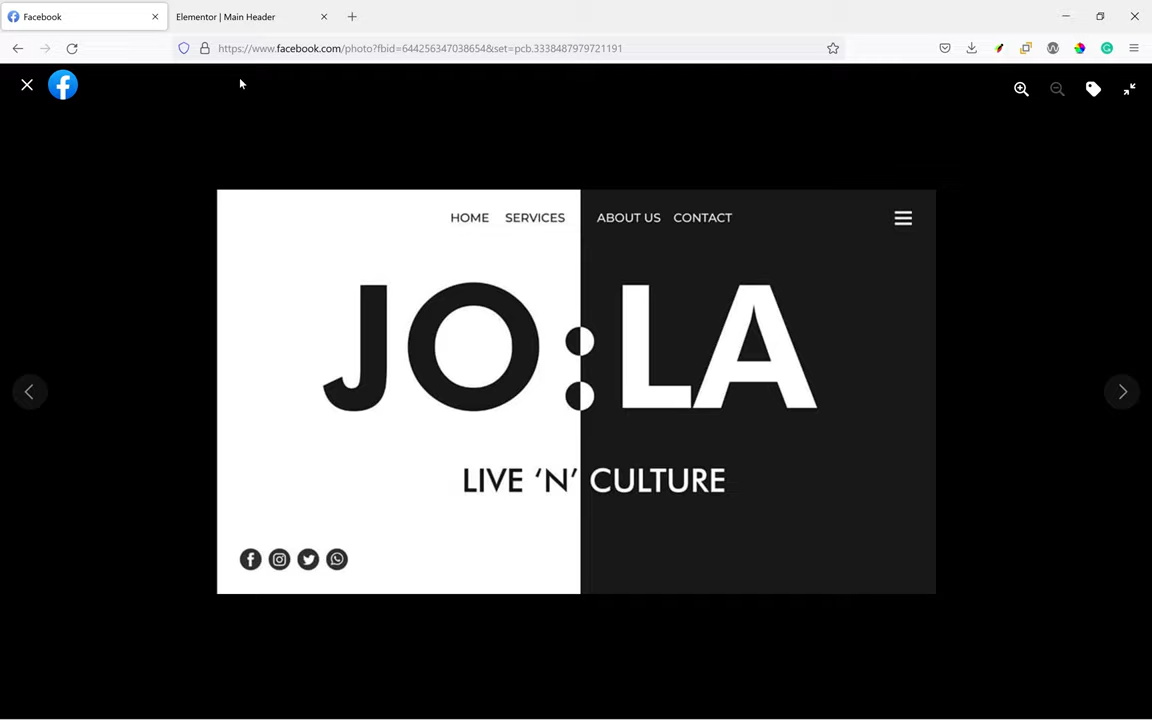 Facebook
Elementor | Main Header
https://www.facebook.com/photo?fbid=6442563470386548&set=pcb.3338487979721191
HOME SERVICES ABOUT US CONTACT
JO:LA
LIVE ‘N’ CULTURE